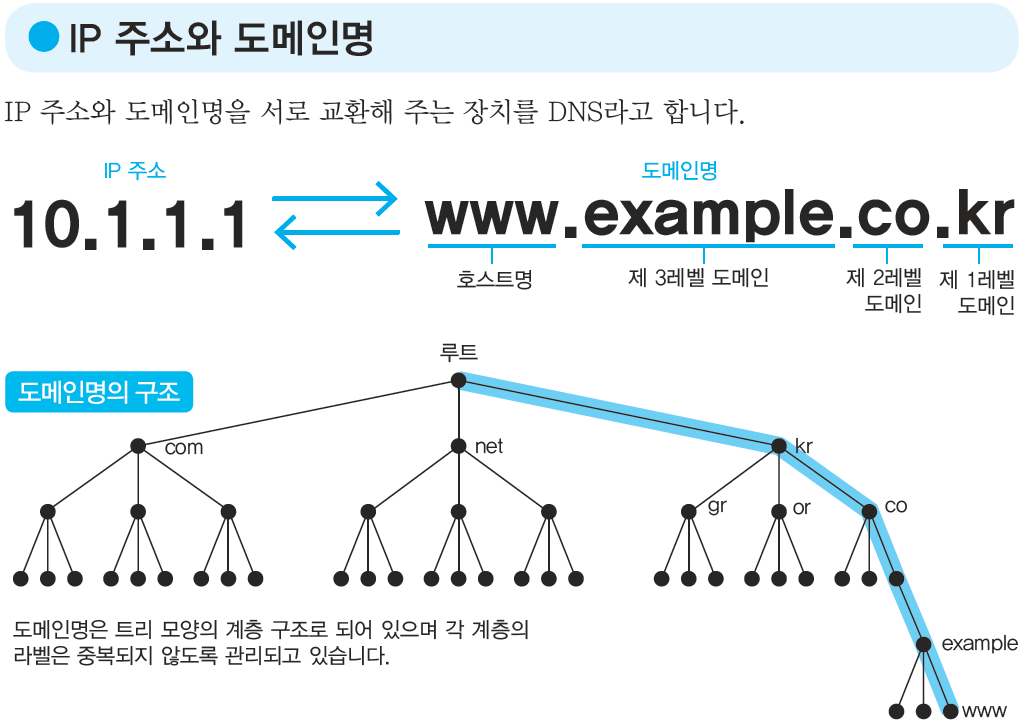 IP 주소와 도메인명
IP 주소와 도메인명을 서로 교환해 주는 장치를 DNS라고 합니다.
IP 주소
도메인명
10.1.1.1
www.example.co.kr
호스트명
제 3레벨 도메인
제 2레벨
도메인
제 1레벨
도메인
루트
도메인명의 구조
com
net
kr
gr
or
co
example
www
도메인명은 트리 모양의 계층 구조로 되어 있으며 각 계층의
라벨은 중복되지 않도록 관리되고 있습니다.